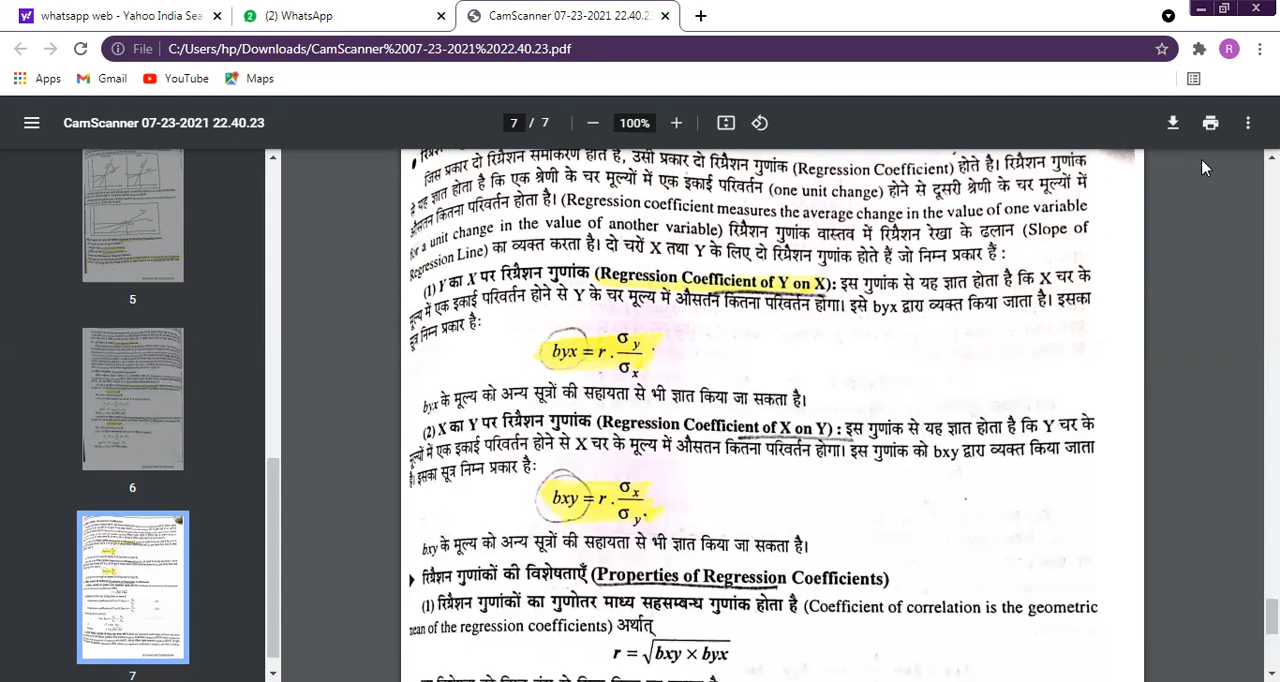 whatsapp web - Yahoo India Sea
(2) WhatsApp
CamScanner 07-23-2021 22.40.2
File
C:/Users/hp/Downloads/CamScanner%2007-23-2021%2022.40.23.pdf
R
Apps
Gmail
YouTube
Maps
CamScanner 07-23-2021 22.40.23
7 / 7
100%
5
6
7
जिस प्रकार दो रिग्रैशन समीकरण होते हैं, उसी प्रकार दो रिग्रैशन गुणांक (Regression Coefficient) होते है। रिग्रैशन गुणांक
से यह ज्ञात होता है कि एक श्रेणी के चर मूल्यों में एक इकाई परिवर्तन (one unit change) होने से दूसरी श्रेणी के चर मूल्यों में
औसतन कितना परिवर्तन होता है। (Regression coefficient measures the average change in the value of one variable
for a unit change in the value of another variable) रिग्रैशन गुणांक वास्तव में रिग्रैशन रेखा के ढलान (Slope of
Regression Line) का व्यक्त करता है। दो चरों X तथा Y के लिए दो रिग्रैशन गुणांक होते हैं जो निम्न प्रकार हैं :
(1) Y का X पर रिग्रैशन गुणांक (Regression Coefficient of Y on X): इस गुणांक से यह ज्ञात होता है कि X चर के
मूल्य में एक इकाई परिवर्तन होने से Y के चर मूल्य में औसतन कितना परिवर्तन होगा। इसे byx द्वारा व्यक्त किया जाता है। इसका
सूत्र निम्न प्रकार है:
byx = r . σy / σx
byx के मूल्य को अन्य सूत्रों की सहायता से भी ज्ञात किया जा सकता है।
(2) X का Y पर रिग्रैशन गुणांक (Regression Coefficient of X on Y) : इस गुणांक से यह ज्ञात होता है कि Y चर के
मूल्यों में एक इकाई परिवर्तन होने से X चर के मूल्य में औसतन कितना परिवर्तन होगा। इस गुणांक को bxy द्वारा व्यक्त किया जाता
है। इसका सूत्र निम्न प्रकार है:
bxy = r . σx / σy
bxy के मूल्य को अन्य सूत्रों की सहायता से भी ज्ञात किया जा सकता है।
रिग्रैशन गुणांकों की विशेषताएँ (Properties of Regression Coefficients)
(1) रिग्रैशन गुणांकों का गुणोतर माध्य सहसम्बन्ध गुणांक होता है (Coefficient of correlation is the geometric
mean of the regression coefficients) अर्थात्
r = √bxy × byx